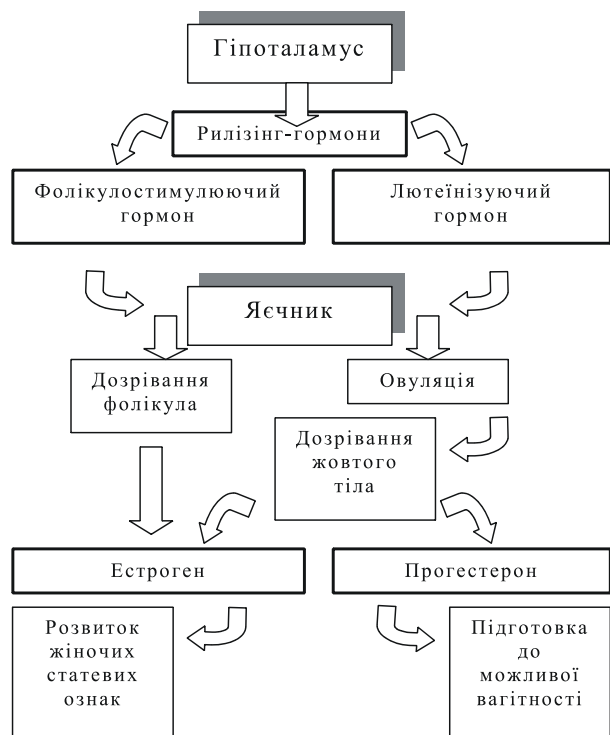 Гіпоталамус
Рилізінг-гормони
Фолікулостимулюючий
гормон
Лютеїнізуючий
гормон
Яєчник
Дозрівання
фолікула
Овуляція
Дозрівання
жовтого
тіла
Естроген
Прогестерон
Розвиток
жіночих
статевих
ознак
Підготовка
до
можливої
вагітності